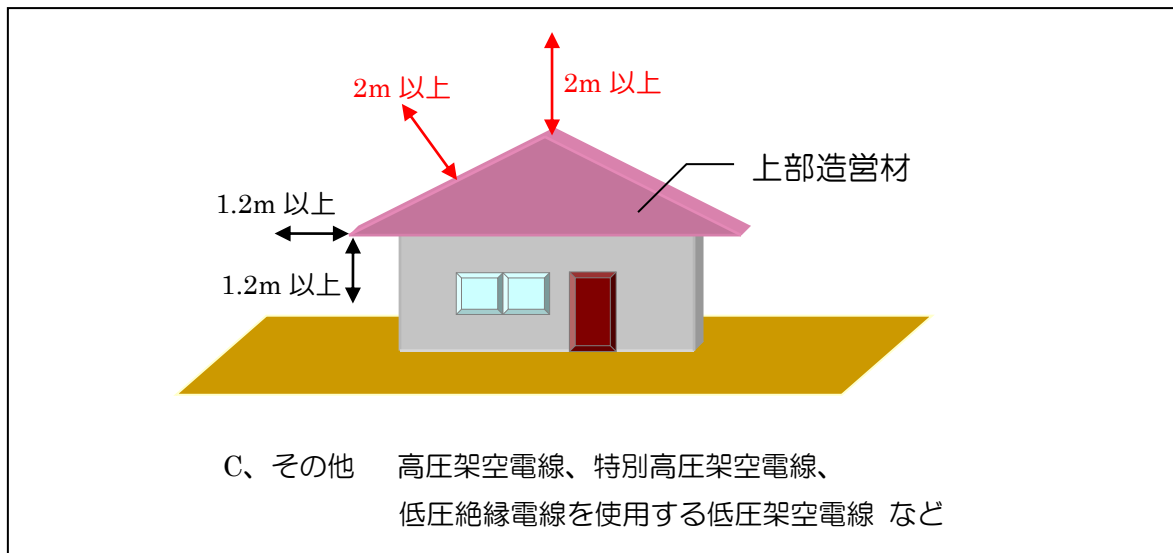 2m 以上
2m 以上
上部造営材
1.2m 以上
1.2m 以上
C、その他 高圧架空電線、特別高圧架空電線、
低圧絶縁電線を使用する低圧架空電線 など